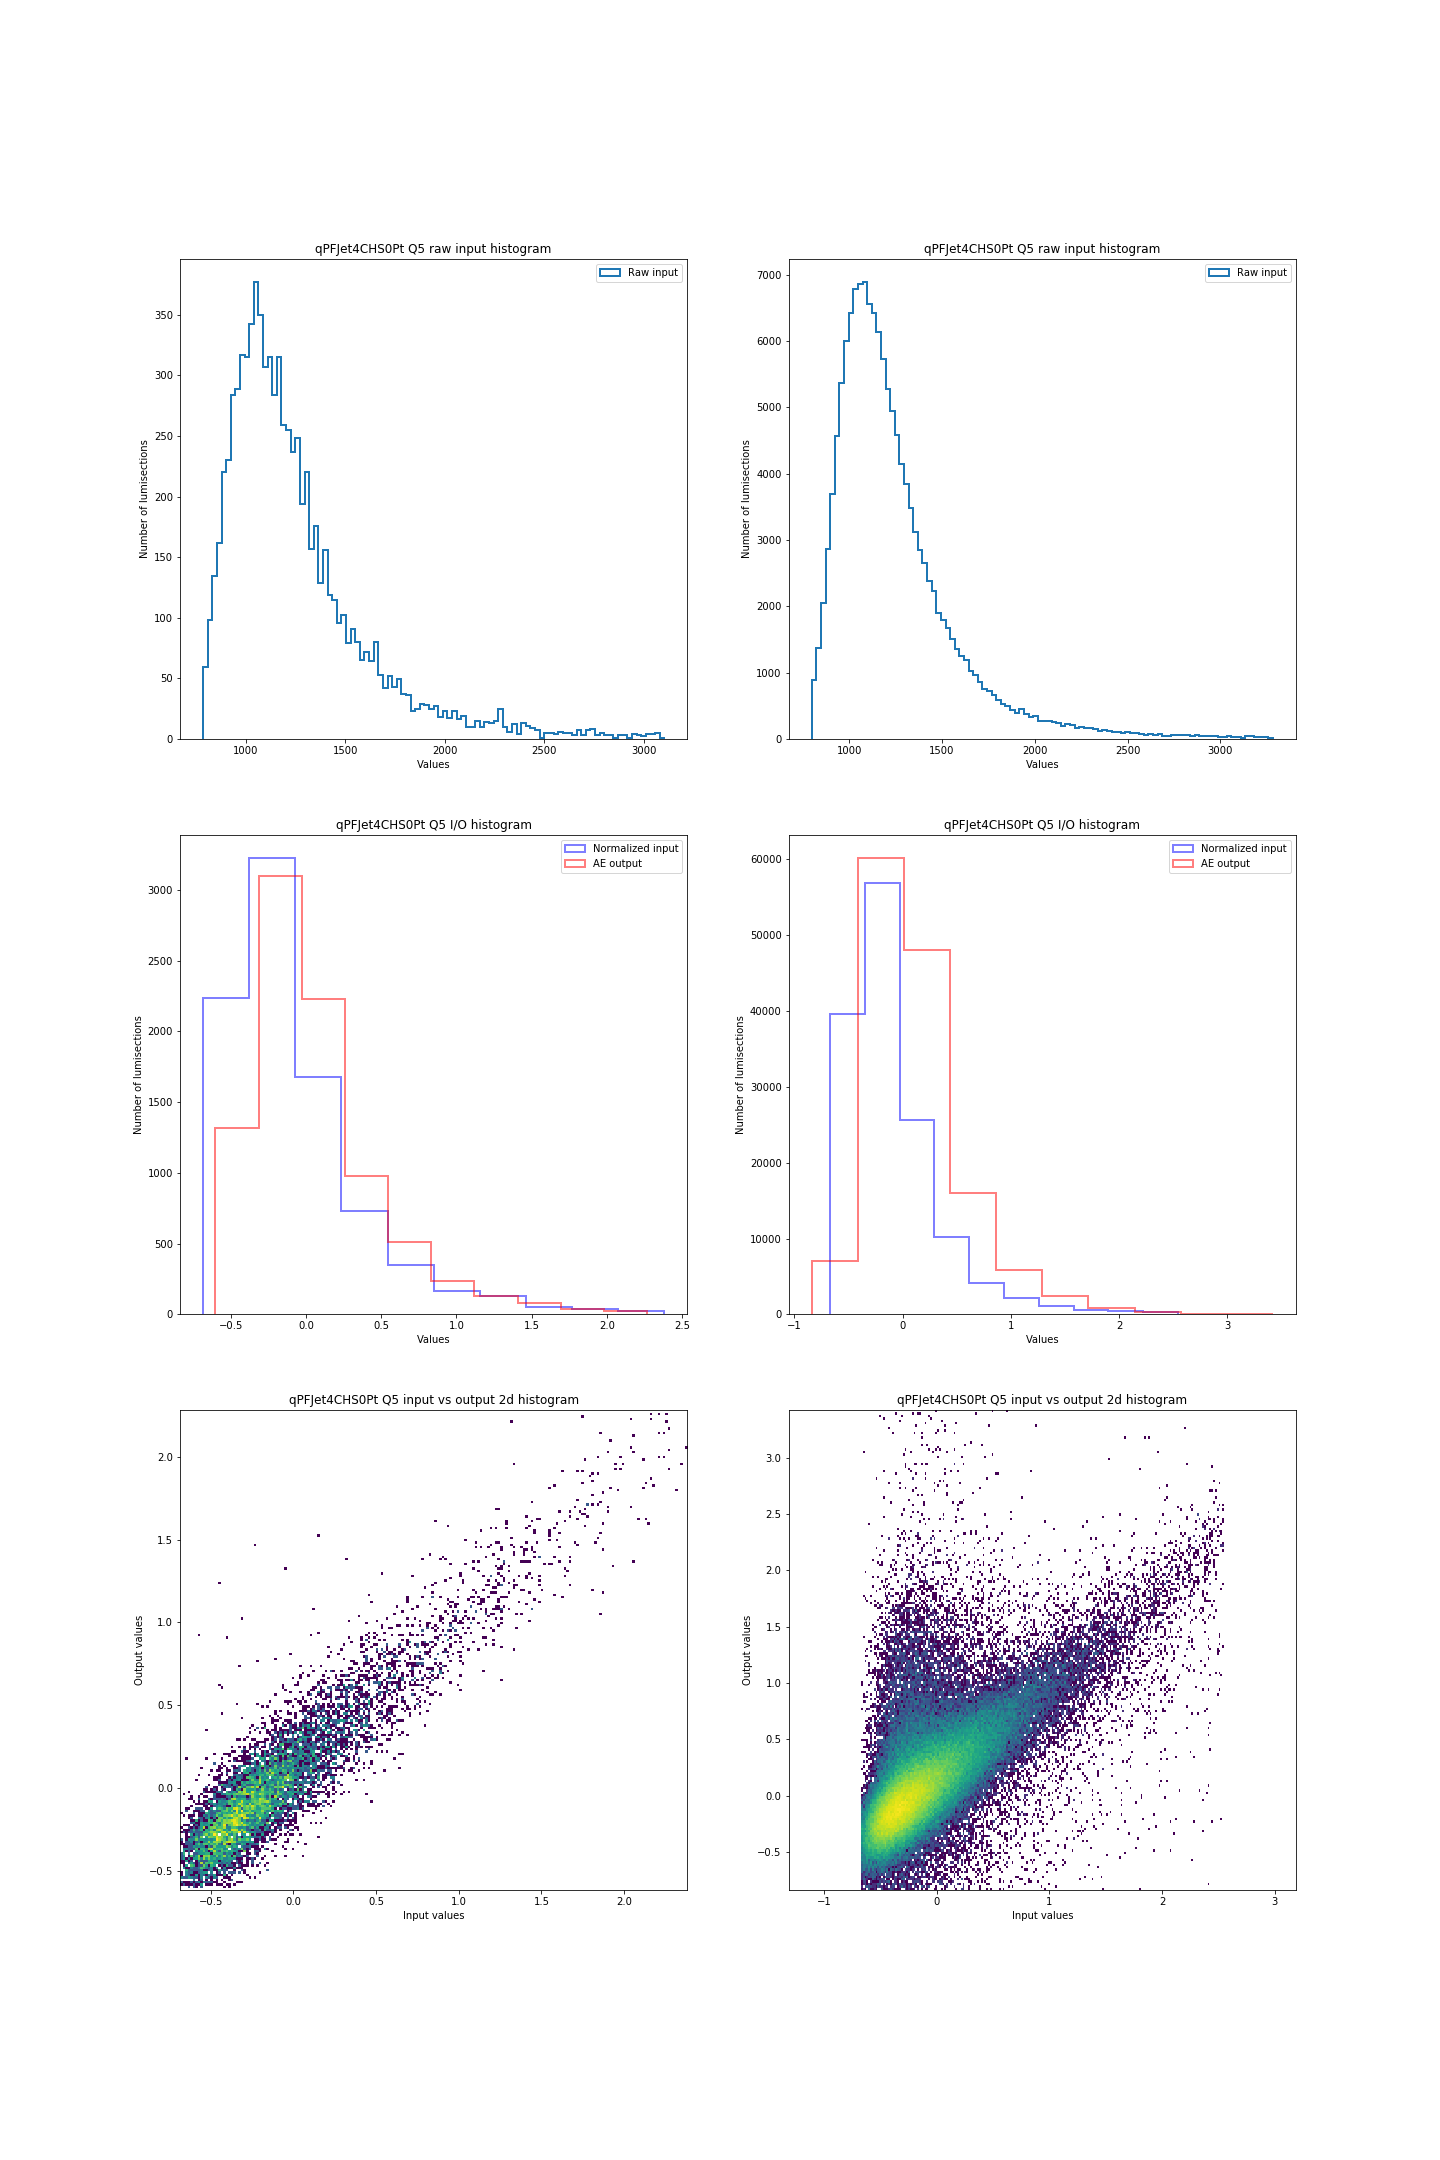 qPFJet4CHS0Pt Q5 raw input histogram
Raw input
350
300
250
200
150
100
50
0
Number of lumisections
1000 1500 2000 2500 3000
Values
qPFJet4CHS0Pt Q5 raw input histogram
Raw input
7000
6000
5000
4000
3000
2000
1000
0
Number of lumisections
1000 1500 2000 2500 3000
Values
qPFJet4CHS0Pt Q5 I/O histogram
Normalized input
AE output
3000
2500
2000
1500
1000
500
0
Number of lumisections
−0.5 0.0 0.5 1.0 1.5 2.0 2.5
Values
qPFJet4CHS0Pt Q5 I/O histogram
Normalized input
AE output
60000
50000
40000
30000
20000
10000
0
Number of lumisections
−1 0 1 2 3
Values
qPFJet4CHS0Pt Q5 input vs output 2d histogram
2.0
1.5
1.0
0.5
0.0
−0.5
Output values
−0.5 0.0 0.5 1.0 1.5 2.0
Input values
qPFJet4CHS0Pt Q5 input vs output 2d histogram
3.0
2.5
2.0
1.5
1.0
0.5
0.0
−0.5
Output values
−1 0 1 2 3
Input values